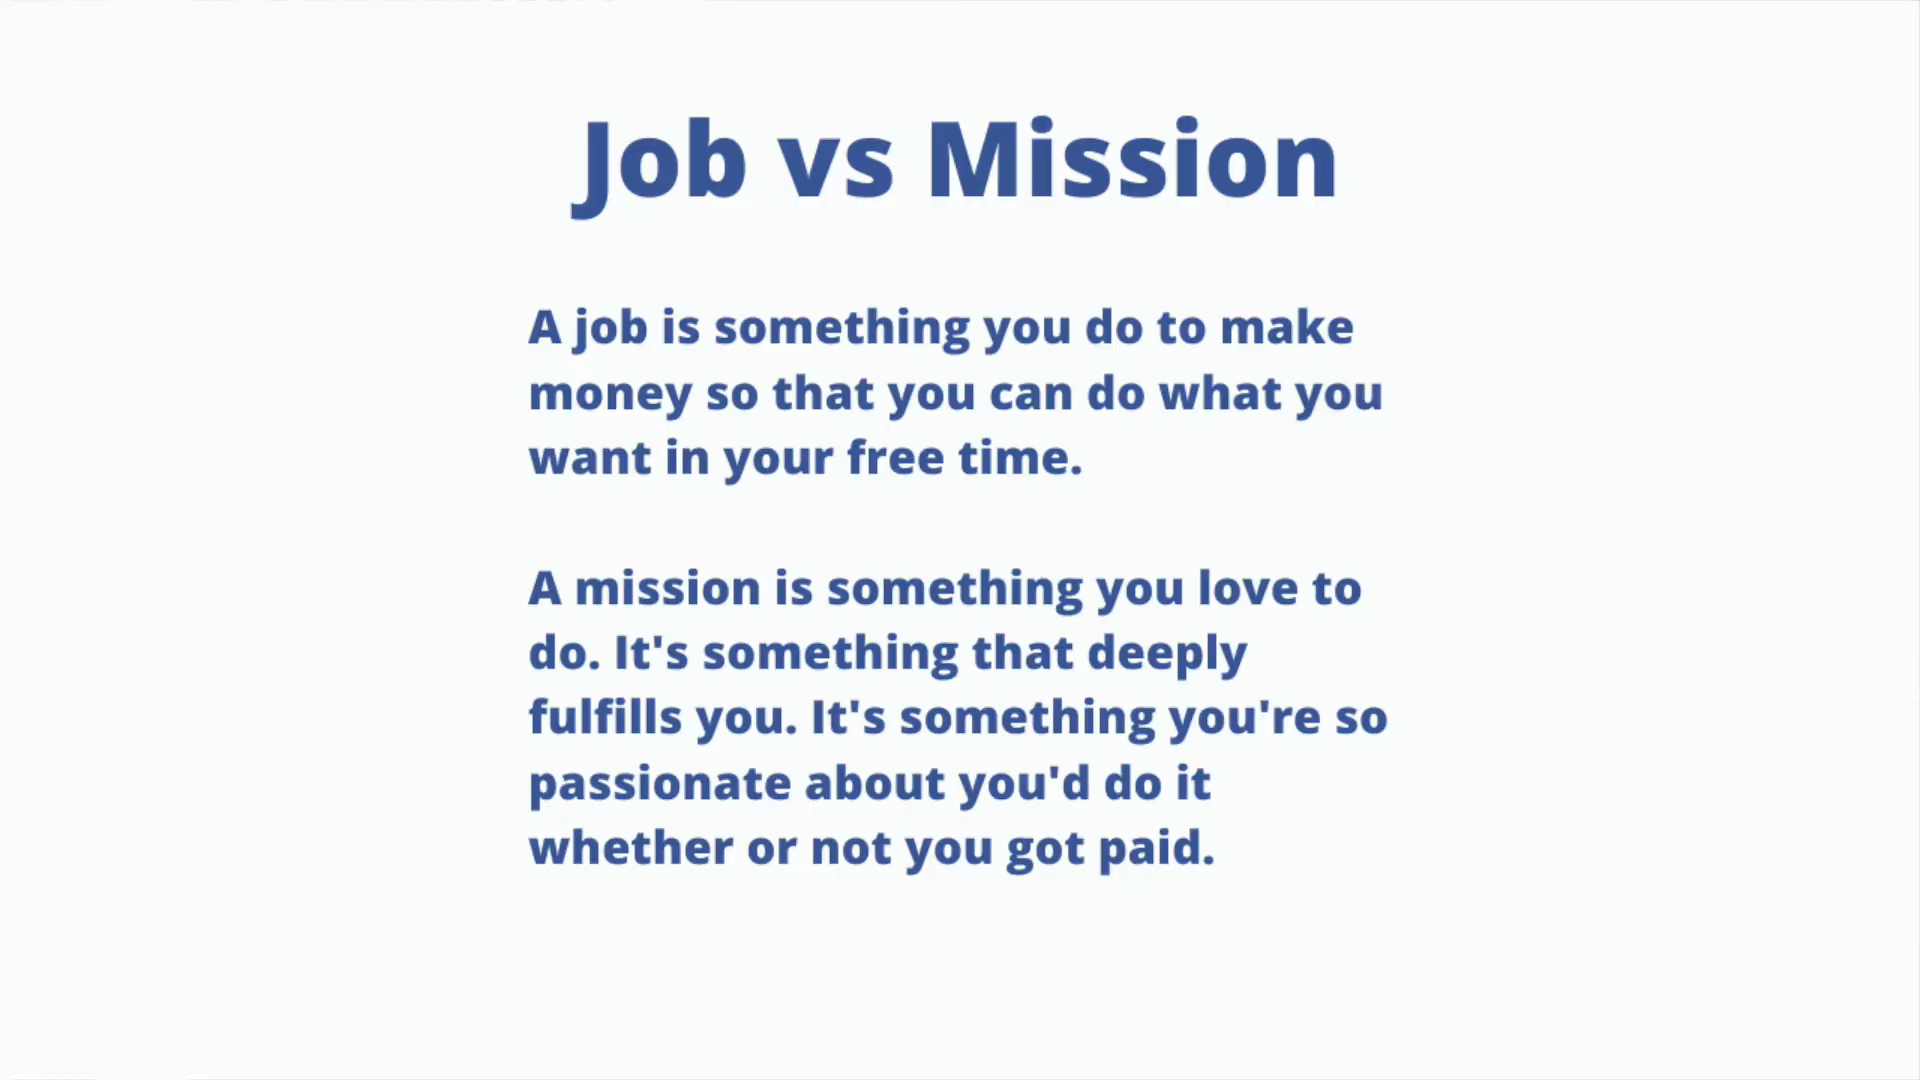 Job vs Mission
A job is something you do to make
money so that you can do what you
want in your free time.
A mission is something you love to
do. It's something that deeply
fulfills you. It's something you're so
passionate about you'd do it
whether or not you got paid.